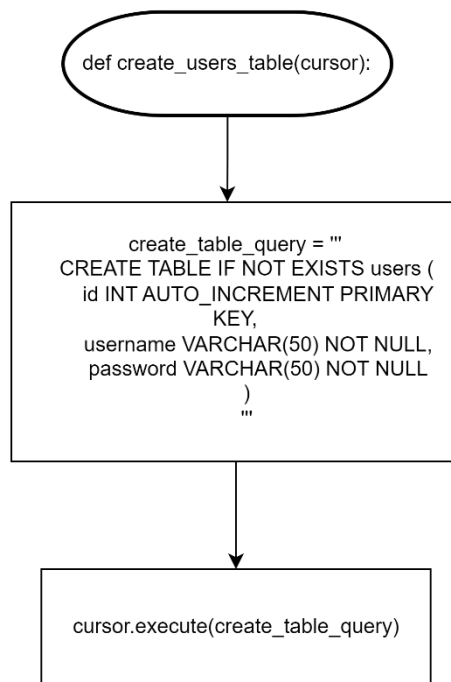 def create_users_table(cursor):
create_table_query = '''
CREATE TABLE IF NOT EXISTS users (
id INT AUTO_INCREMENT PRIMARY
KEY,
username VARCHAR(50) NOT NULL,
password VARCHAR(50) NOT NULL
)
'''
cursor.execute(create_table_query)